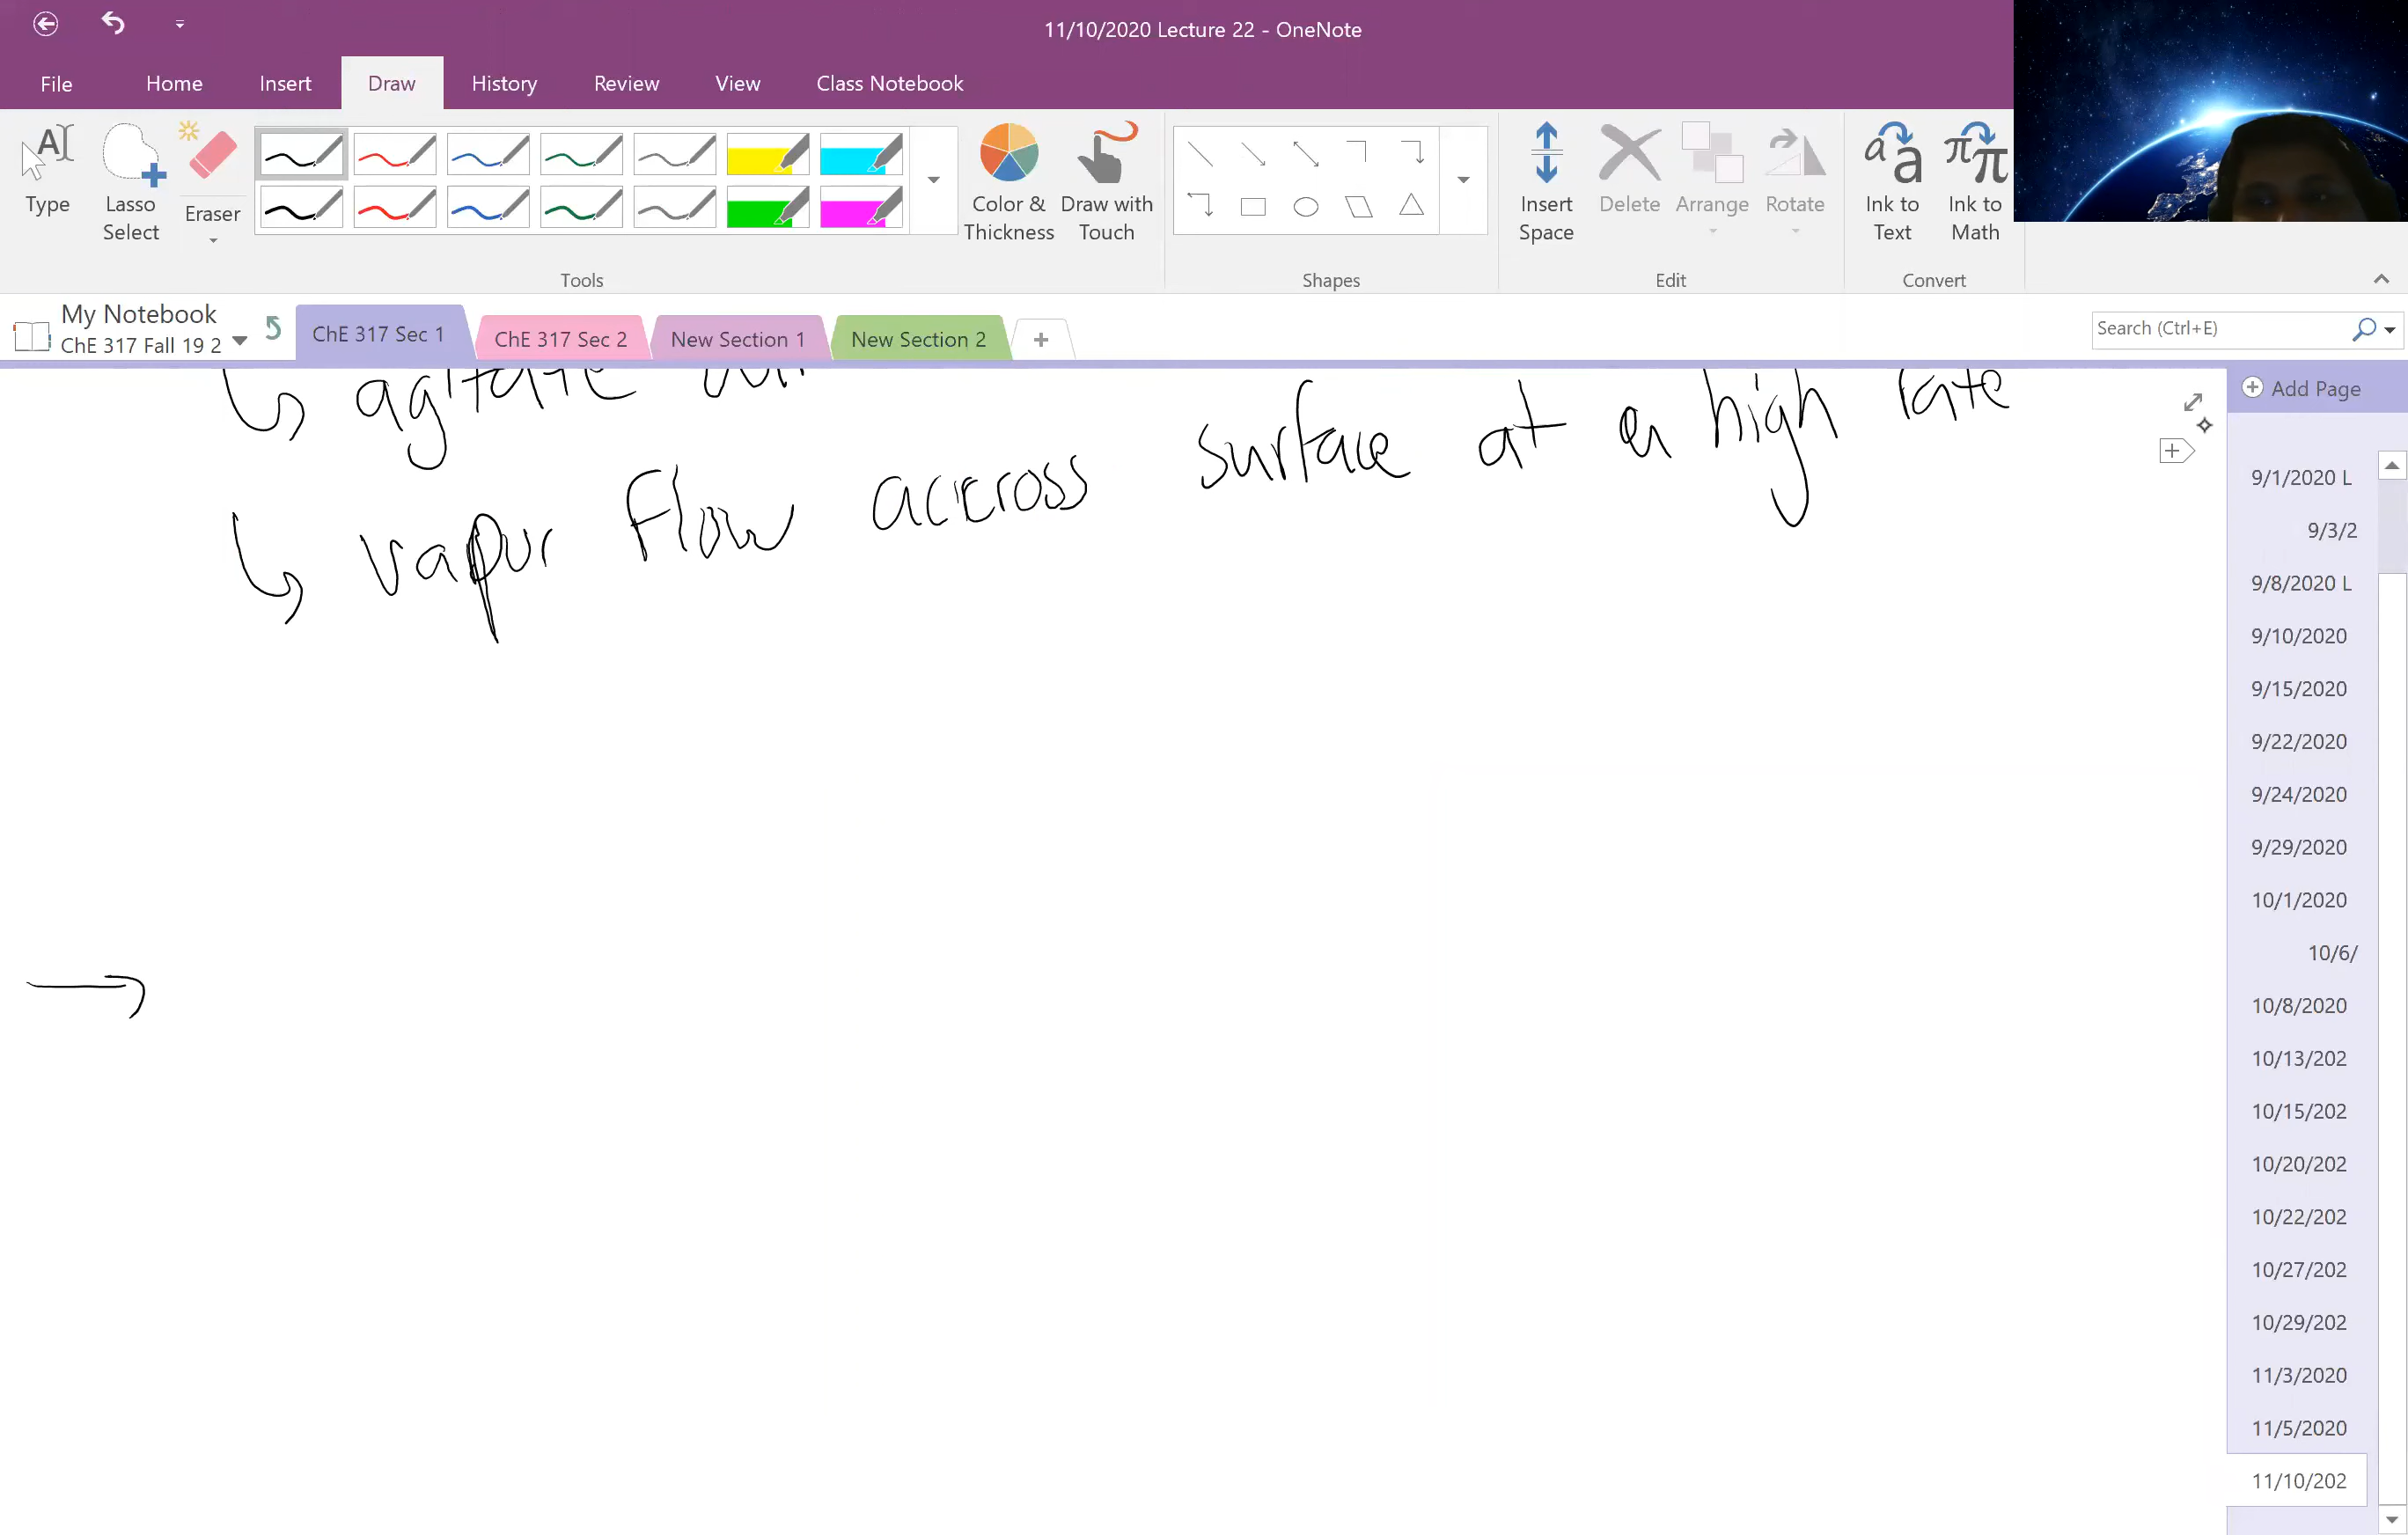 11/10/2020 Lecture 22 - OneNote
File Home Insert Draw History Review View Class Notebook
Type
Lasso Select
Eraser
Color & Thickness
Draw with Touch
Insert Space
Delete
Arrange
Rotate
Ink to Text
Ink to Math
Tools
Shapes
Edit
Convert
My Notebook
ChE 317 Fall 19 2
ChE 317 Sec 1
ChE 317 Sec 2
New Section 1
New Section 2
Search (Ctrl+E)
Add Page
9/1/2020 L
9/3/2
9/8/2020 L
9/10/2020
9/15/2020
9/22/2020
9/24/2020
9/29/2020
10/1/2020
10/6/
10/8/2020
10/13/202
10/15/202
10/20/202
10/22/202
10/27/202
10/29/202
11/3/2020
11/5/2020
11/10/202
agitate
vapor flow accross surface at a high rate